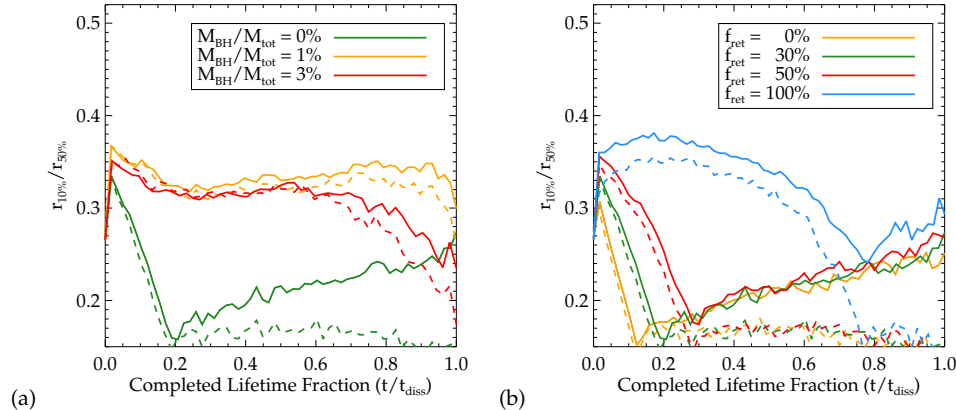 0.5
0.4
0.3
0.2
r10%/r50%
M_BH/M_tot = 0%
M_BH/M_tot = 1%
M_BH/M_tot = 3%
0.0 0.2 0.4 0.6 0.8 1.0
Completed Lifetime Fraction (t/t_diss)
(a)
0.5
0.4
0.3
0.2
r10%/r50%
f_ret = 0%
f_ret = 30%
f_ret = 50%
f_ret = 100%
0.0 0.2 0.4 0.6 0.8 1.0
Completed Lifetime Fraction (t/t_diss)
(b)